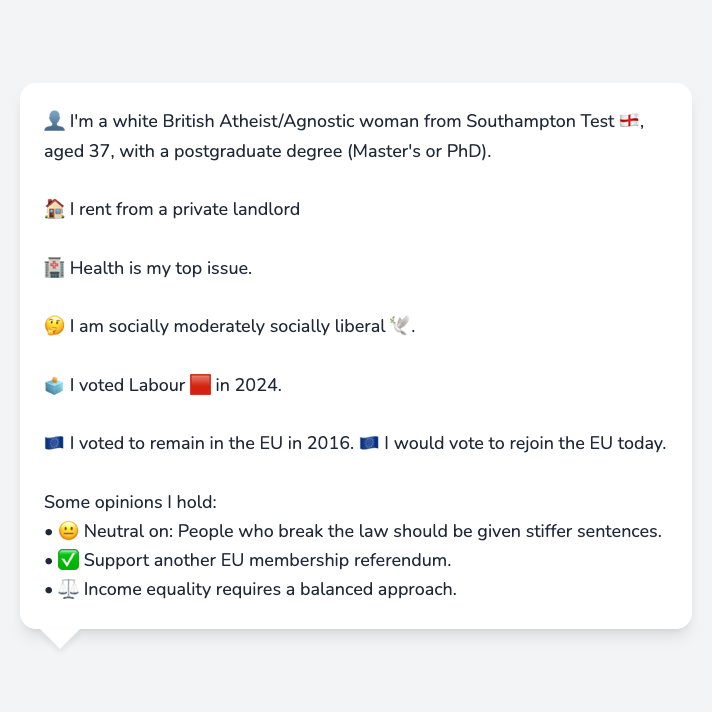 👤 I'm a white British Atheist/Agnostic woman from Southampton Test 🏴󠁧󠁢󠁥󠁮󠁧󠁿,
aged 37, with a postgraduate degree (Master's or PhD).
🏠 I rent from a private landlord
🏥 Health is my top issue.
🤔 I am socially moderately socially liberal 🕊️.
🗳️ I voted Labour 🟥 in 2024.
🇪🇺 I voted to remain in the EU in 2016. 🇪🇺 I would vote to rejoin the EU today.
Some opinions I hold:
• 😐 Neutral on: People who break the law should be given stiffer sentences.
• ✅ Support another EU membership referendum.
• ⚖️ Income equality requires a balanced approach.